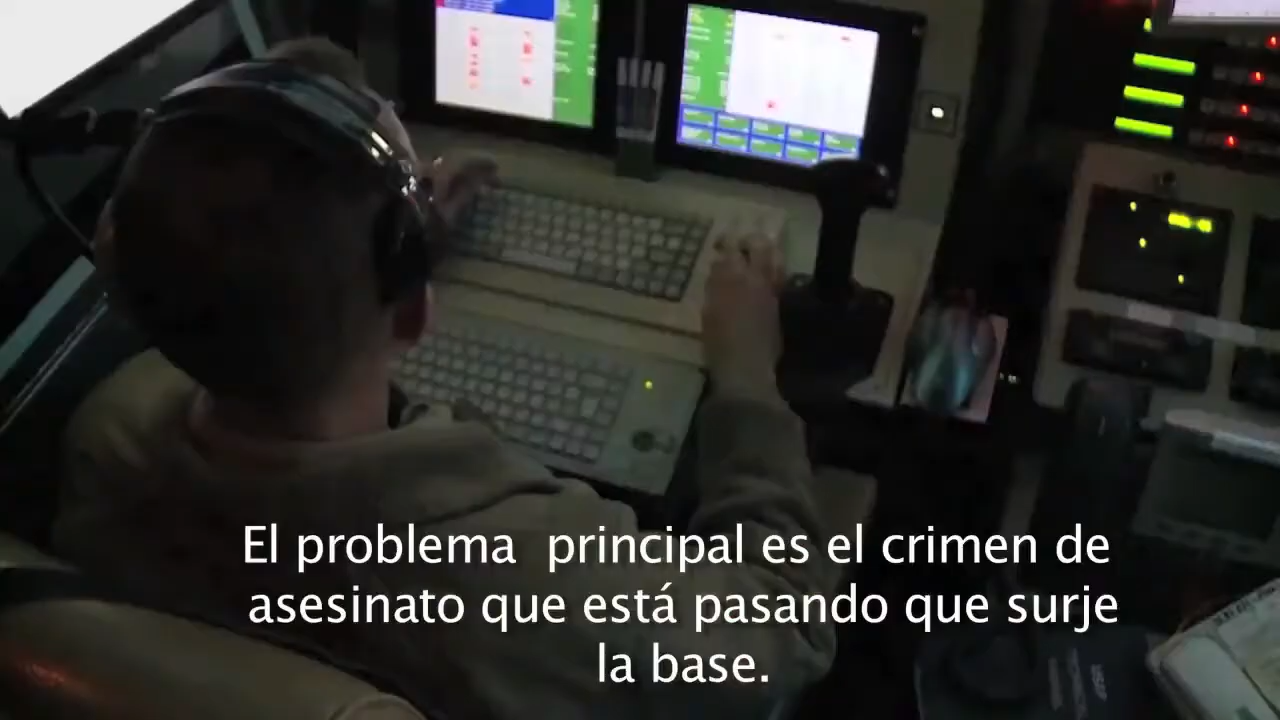 El problema  principal es el crimen de
asesinato que está pasando que surje
la base.